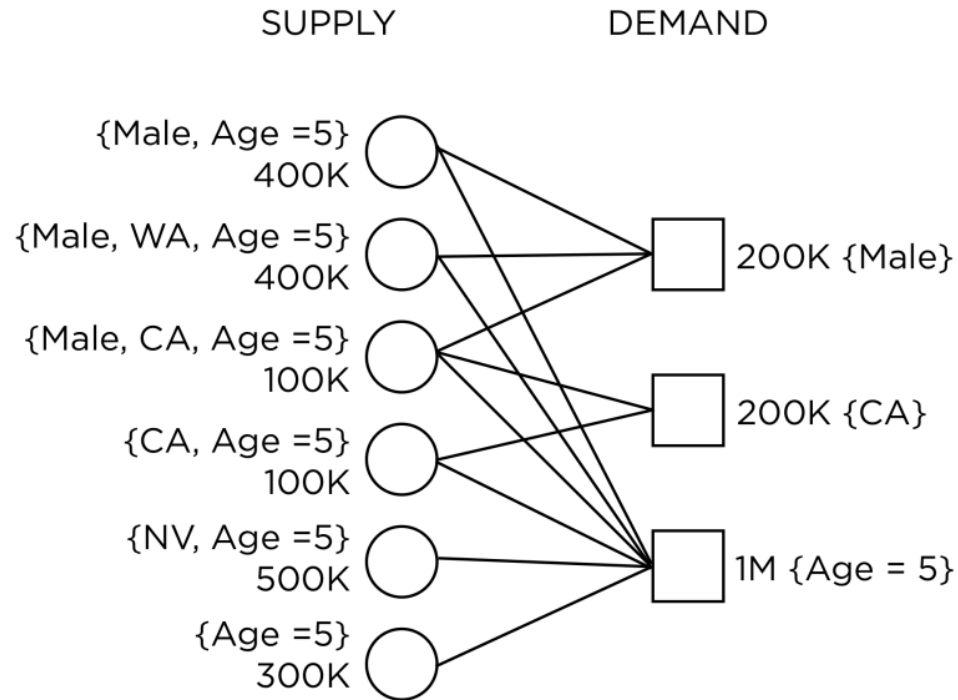 SUPPLY
DEMAND
{Male, Age =5}
400K
{Male, WA, Age =5}
400K
{Male, CA, Age =5}
100K
{CA, Age =5}
100K
{NV, Age =5}
500K
{Age =5}
300K
200K {Male}
200K {CA}
1M {Age = 5}